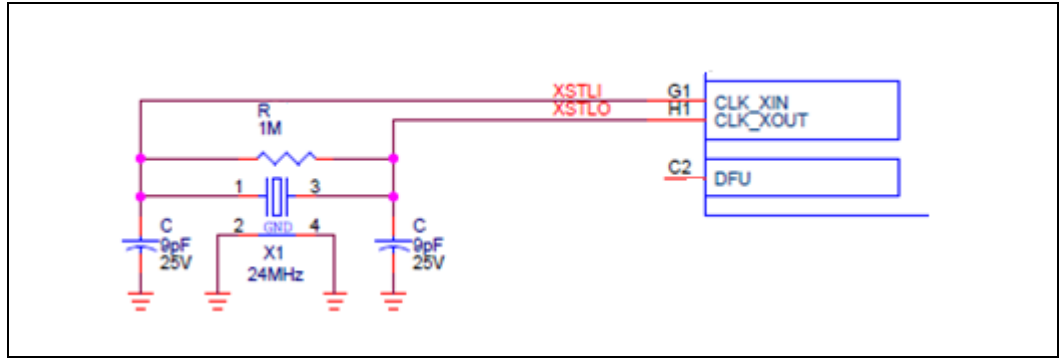 XSTLI G1 CLK_XIN
XSTLO H1 CLK_XOUT
R
1M
C2 DFU
1 3
2 GND 4
C
9pF
25V
X1
24MHz
C
9pF
25V